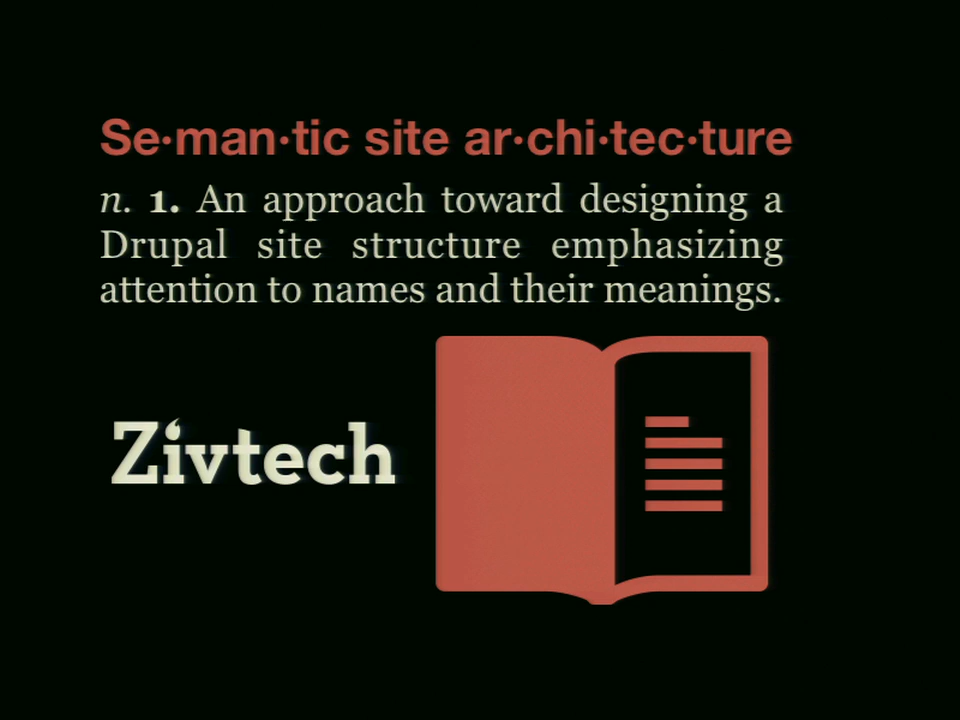 Se·man·tic site ar·chi·tec·ture
n. 1. An approach toward designing a
Drupal site structure emphasizing
attention to names and their meanings.
Zivtech